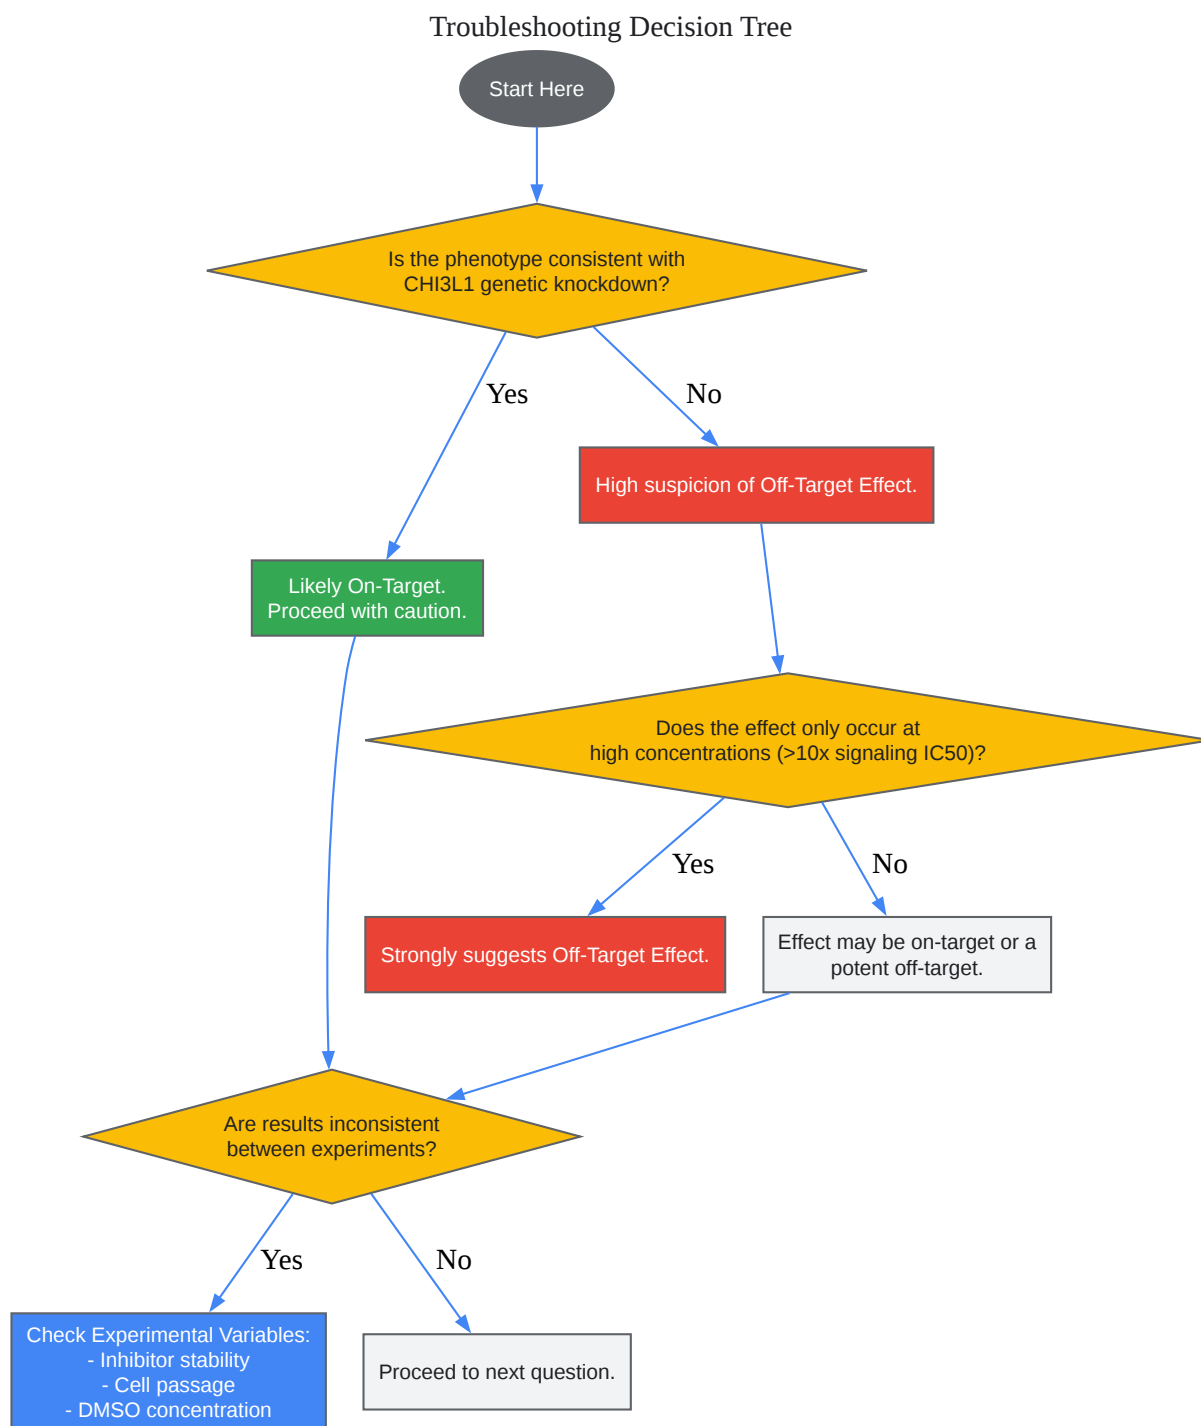 Troubleshooting Decision Tree
Start Here
Is the phenotype consistent with
CHI3L1 genetic knockdown?
Yes
No
High suspicion of Off-Target Effect.
Likely On-Target.
Proceed with caution.
Does the effect only occur at
high concentrations (>10x signaling IC50)?
Yes
No
Strongly suggests Off-Target Effect.
Effect may be on-target or a
potent off-target.
Are results inconsistent
between experiments?
Yes
No
Check Experimental Variables:
- Inhibitor stability
- Cell passage
- DMSO concentration
Proceed to next question.